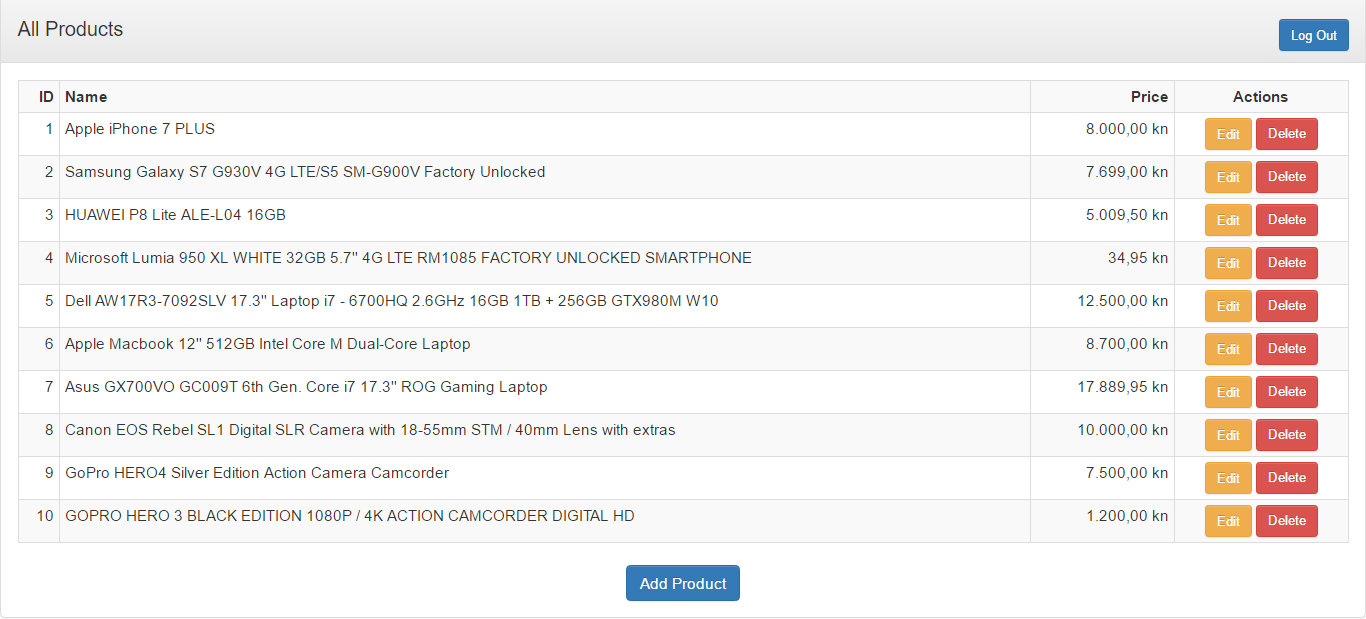 All Products
Log Out
ID Name Price Actions
1 Apple iPhone 7 PLUS 8.000,00 kn Edit Delete
2 Samsung Galaxy S7 G930V 4G LTE/S5 SM-G900V Factory Unlocked 7.699,00 kn Edit Delete
3 HUAWEI P8 Lite ALE-L04 16GB 5.009,50 kn Edit Delete
4 Microsoft Lumia 950 XL WHITE 32GB 5.7" 4G LTE RM1085 FACTORY UNLOCKED SMARTPHONE 34,95 kn Edit Delete
5 Dell AW17R3-7092SLV 17.3" Laptop i7 - 6700HQ 2.6GHz 16GB 1TB + 256GB GTX980M W10 12.500,00 kn Edit Delete
6 Apple Macbook 12" 512GB Intel Core M Dual-Core Laptop 8.700,00 kn Edit Delete
7 Asus GX700VO GC009T 6th Gen. Core i7 17.3" ROG Gaming Laptop 17.889,95 kn Edit Delete
8 Canon EOS Rebel SL1 Digital SLR Camera with 18-55mm STM / 40mm Lens with extras 10.000,00 kn Edit Delete
9 GoPro HERO4 Silver Edition Action Camera Camcorder 7.500,00 kn Edit Delete
10 GOPRO HERO 3 BLACK EDITION 1080P / 4K ACTION CAMCORDER DIGITAL HD 1.200,00 kn Edit Delete
Add Product